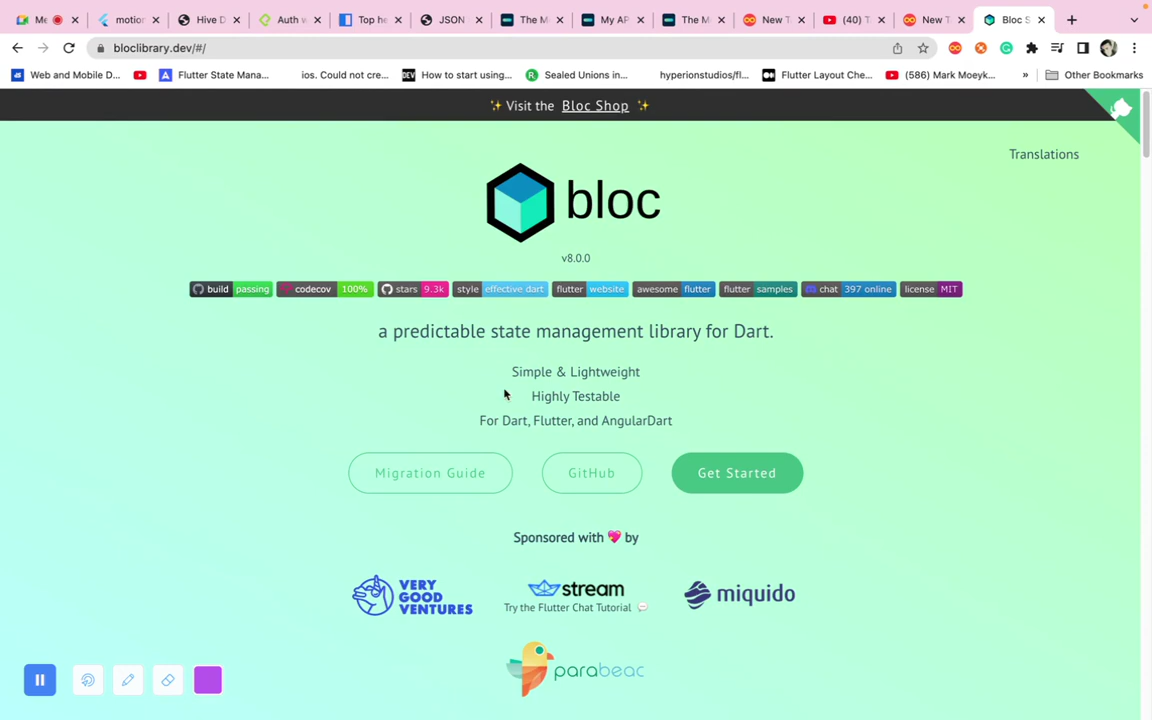 Me
motion
Hive D
Auth w
Top he
JSON
The M
My AP
The M
New T
(40) T
New T
Bloc S
bloclibrary.dev/#/
Web and Mobile D...
Flutter State Mana...
ios. Could not cre...
DEV
How to start using...
R
Sealed Unions in...
hyperionstudios/fl...
Flutter Layout Che...
(586) Mark Moeyk...
»
Other Bookmarks
✨ Visit the Bloc Shop ✨
Translations
bloc
v8.0.0
build passing codecov 100% stars 9.3k style effective dart flutter website awesome flutter flutter samples chat 397 online license MIT
a predictable state management library for Dart.
Simple & Lightweight
Highly Testable
For Dart, Flutter, and AngularDart
Migration Guide
GitHub
Get Started
Sponsored with 💖 by
VERY GOOD VENTURES
stream
Try the Flutter Chat Tutorial 💬
miquido
parabeac